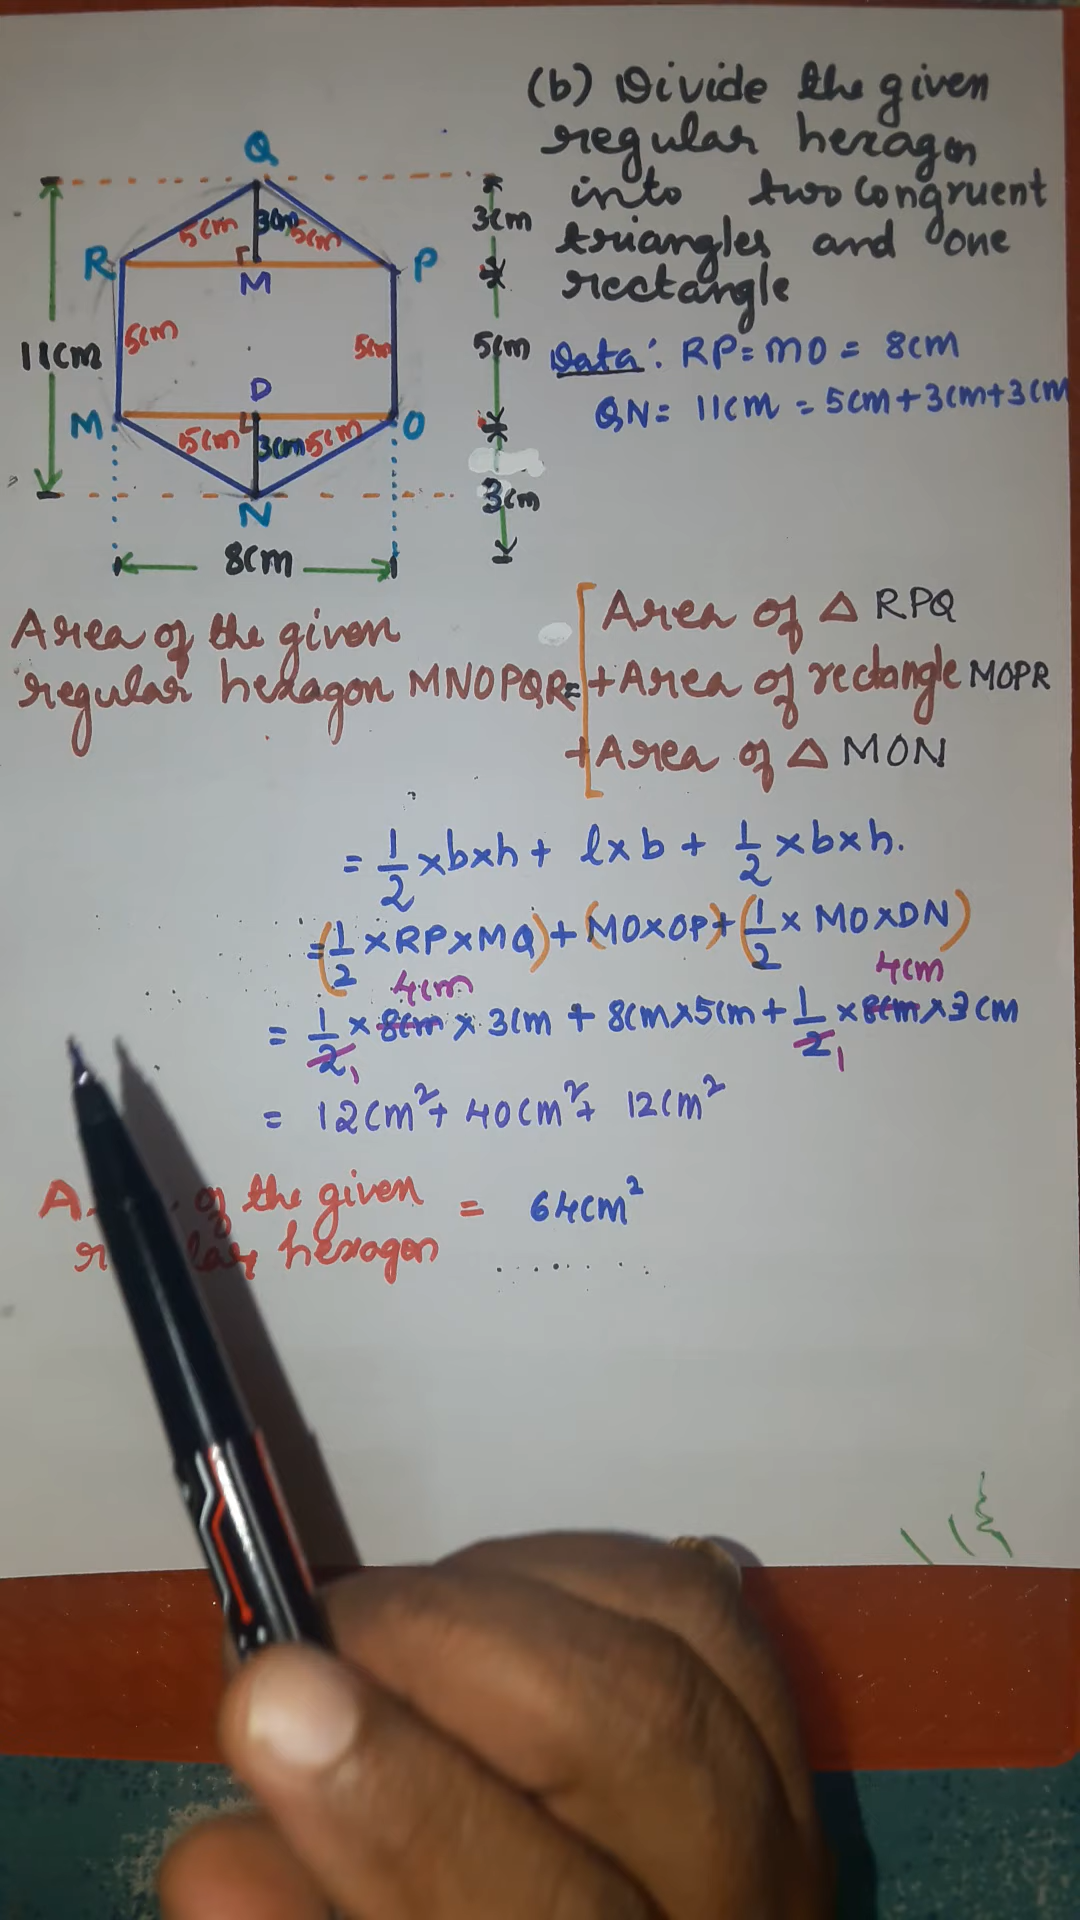 (b) Divide the given
regular hexagon
into two congruent
triangles and one
rectangle
Data: RP = MO = 8cm
QN = 11cm = 5cm+3cm+3cm
Q
5cm 3cm 5cm
R M P
11cm 5cm 5cm
D
M O
5cm 3cm 5cm
N
8cm
3cm
5cm
3cm
Area of the given
regular hexagon MNOPQR =
Area of △ RPQ
+Area of rectangle MOPR
+Area of △ MON
= 1/2 ×b×h + l×b + 1/2 ×b×h.
=(1/2 ×RP×MQ)+(MO×OP)+(1/2 × MO×DN)
4cm 4cm
= 1/2 × 8cm × 3cm + 8cm×5cm + 1/2 ×8cm×3cm
1 1
= 12cm²+ 40cm²+ 12cm²
of the given = 64cm²
hexagon